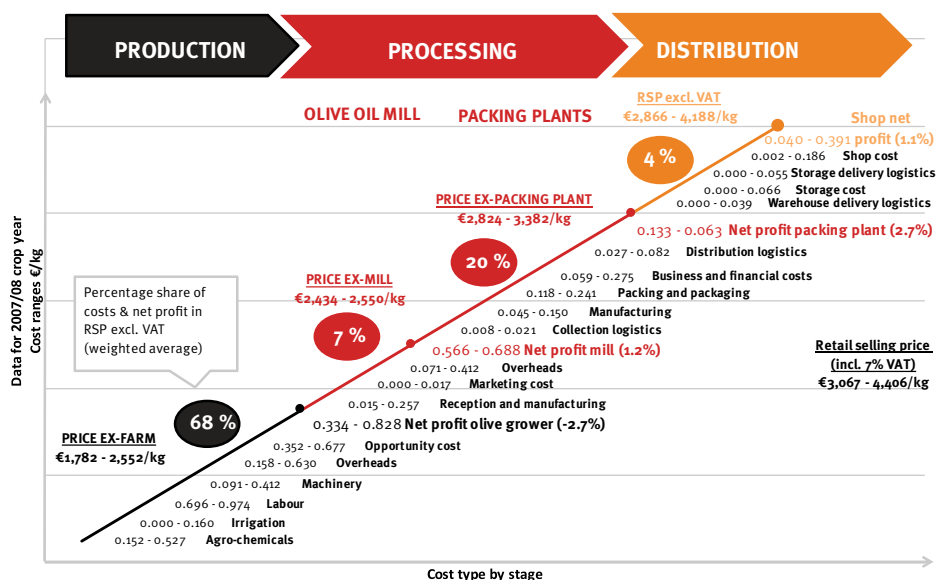 PRODUCTION
PROCESSING
DISTRIBUTION
OLIVE OIL MILL
PACKING PLANTS
RSP excl. VAT
€2,866 - 4,188/kg
Shop net
0.040 - 0.391 profit (1.1%)
4 %
0.002 - 0.186 Shop cost
0.000 - 0.055 Storage delivery logistics
0.000 - 0.066 Storage cost
0.000 - 0.039 Warehouse delivery logistics
PRICE EX-PACKING PLANT
€2,824 - 3,382/kg
0.133 - 0.063 Net profit packing plant (2.7%)
20 %
0.027 - 0.082 Distribution logistics
0.059 - 0.275 Business and financial costs
0.118 - 0.241 Packing and packaging
0.045 - 0.150 Manufacturing
0.008 - 0.021 Collection logistics
PRICE EX-MILL
€2,434 - 2,550/kg
7 %
0.566 - 0.688 Net profit mill (1.2%)
0.071 - 0.412 Overheads
0.000 - 0.017 Marketing cost
0.015 - 0.257 Reception and manufacturing
Percentage share of
costs & net profit in
RSP excl. VAT
(weighted average)
Retail selling price
(incl. 7% VAT)
€3,067 - 4,406/kg
68 %
PRICE EX-FARM
€1,782 - 2,552/kg
0.334 - 0.828 Net profit olive grower (-2.7%)
0.352 - 0.677 Opportunity cost
0.158 - 0.630 Overheads
0.091 - 0.412 Machinery
0.696 - 0.974 Labour
0.000 - 0.160 Irrigation
0.152 - 0.527 Agro-chemicals
Data for 2007/08 crop year
Cost ranges €/kg
Cost type by stage